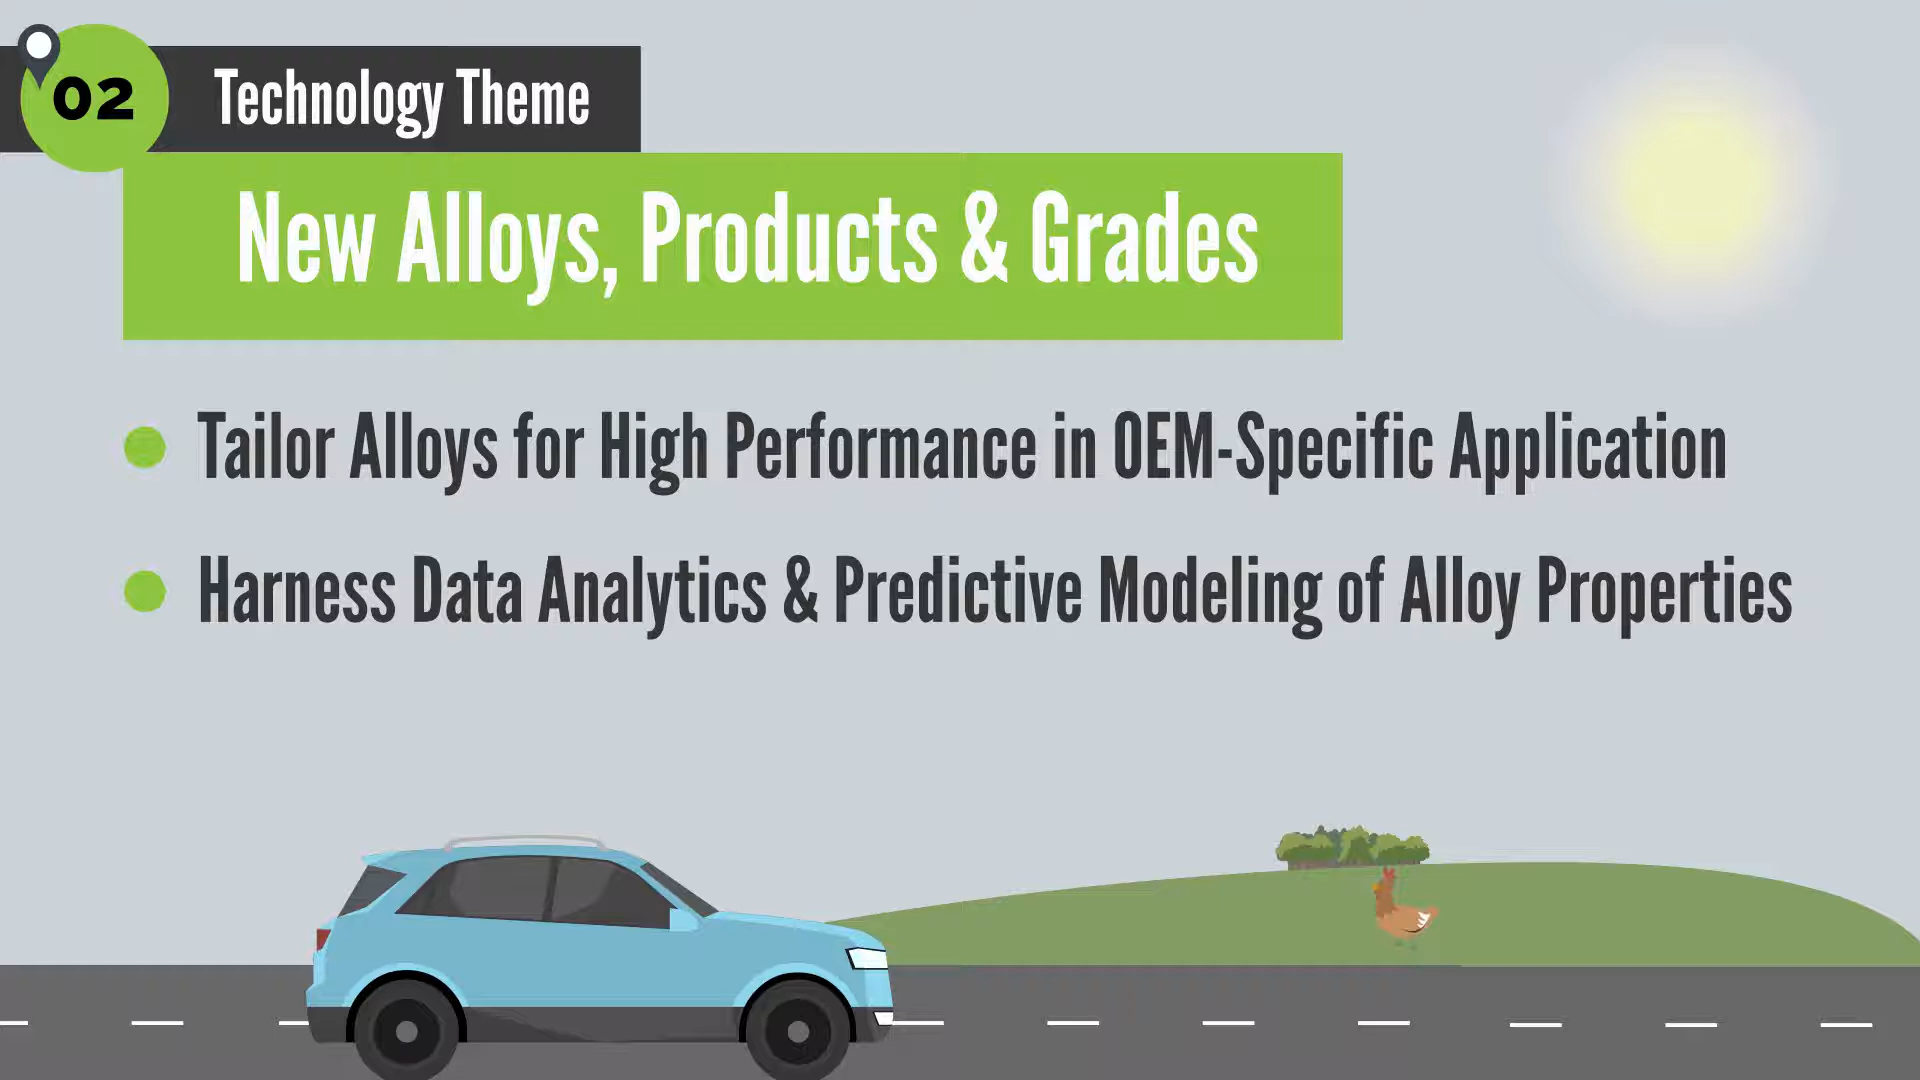 02
Technology Theme
New Alloys, Products & Grades
Tailor Alloys for High Performance in OEM-Specific Application
Harness Data Analytics & Predictive Modeling of Alloy Properties